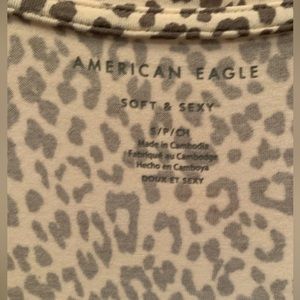 AMERICAN EAGLE
SOFT & SEXY
S/P/CH
Made in Cambodia
Fabriqué au Cambodge
Hecho en Camboya
DOUX ET SEXY